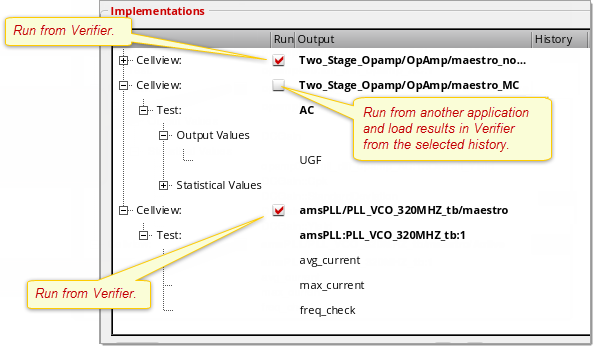 Implementations
Run from Verifier.
Run Output History
Cellview: Two_Stage_Opamp/OpAmp/maestro_no...
Cellview: Two_Stage_Opamp/OpAmp/maestro_MC
Test: AC
Run from another application
and load results in Verifier
from the selected history.
Output Values
UGF
Statistical Values
Cellview: amsPLL/PLL_VCO_320MHZ_tb/maestro
Test: amsPLL:PLL_VCO_320MHZ_tb:1
avg_current
Run from Verifier.
max_current
freq_check